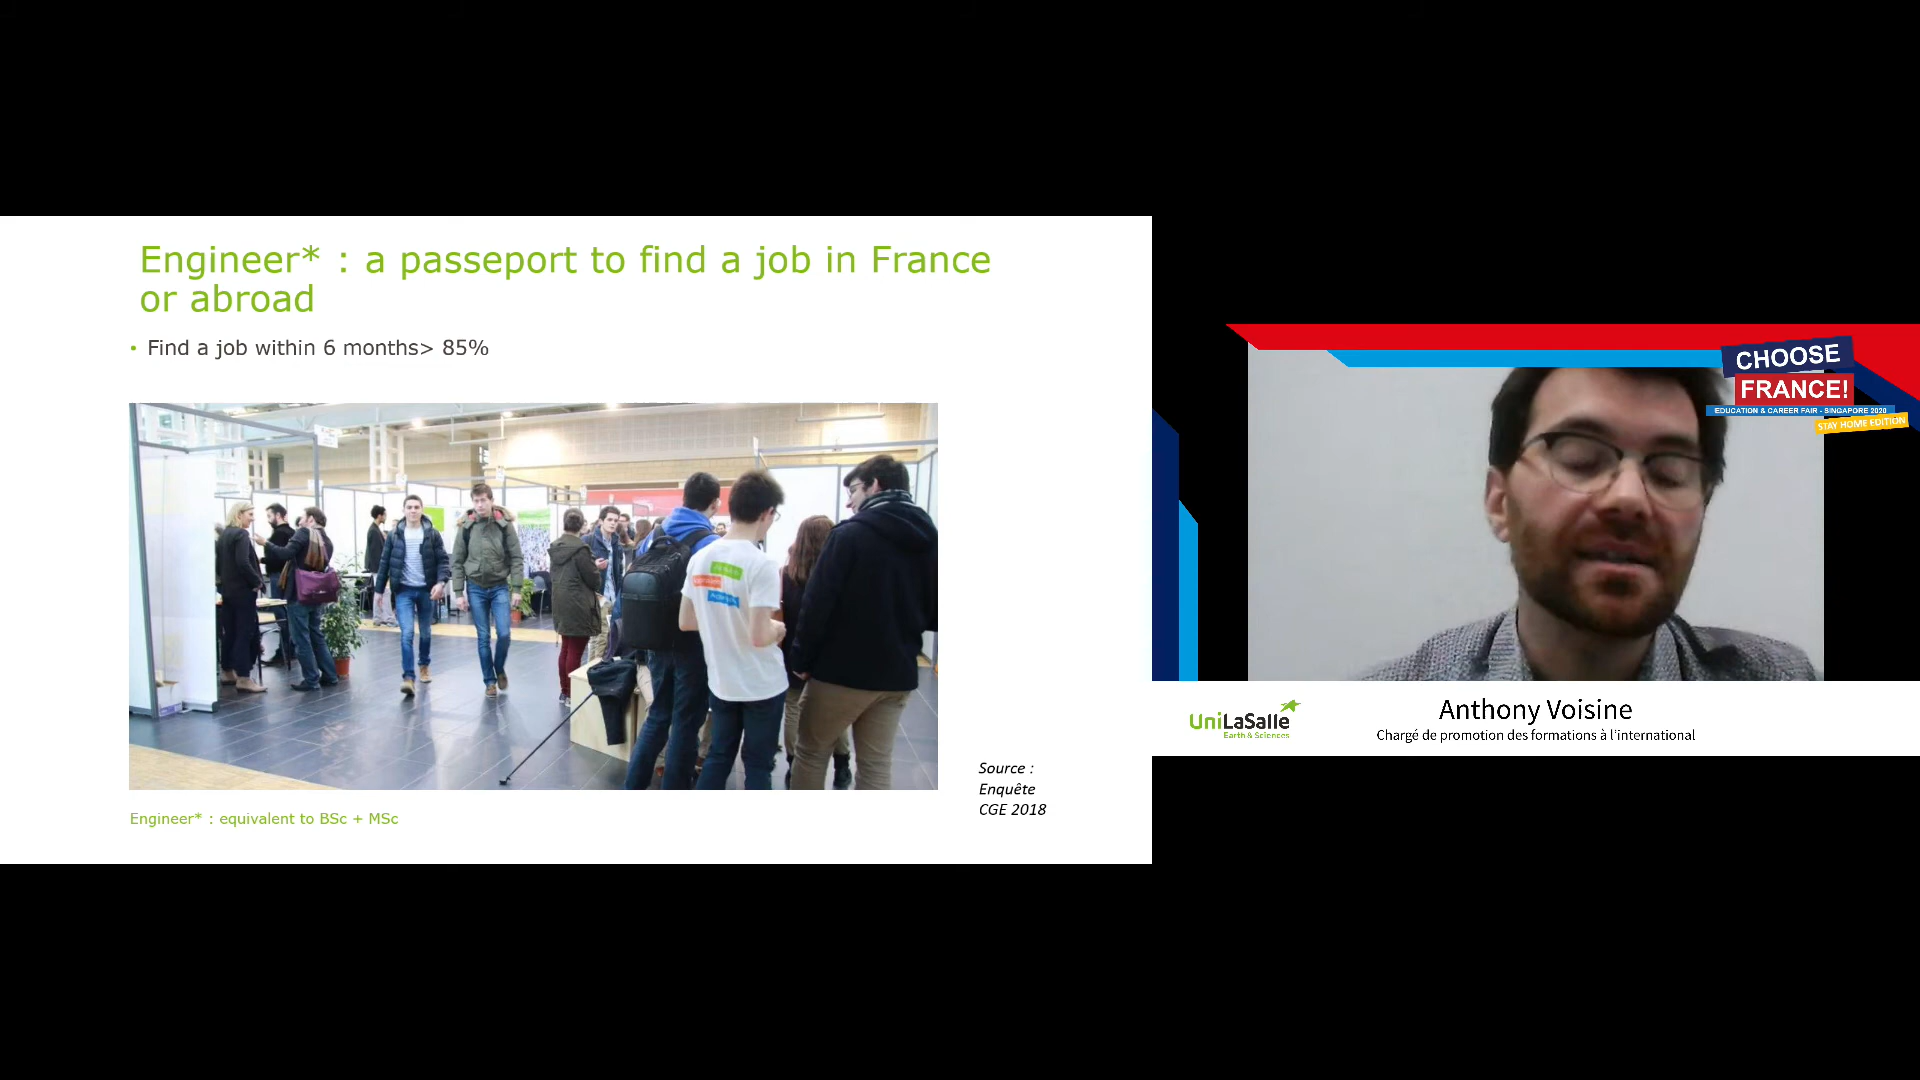 Engineer* : a passeport to find a job in France
or abroad
• Find a job within 6 months> 85%
Source :
Enquête
CGE 2018
Engineer* : equivalent to BSc + MSc
CHOOSE
FRANCE!
EDUCATION & CAREER FAIR - SINGAPORE 2020
STAY HOME EDITION
UniLaSalle
Earth & Sciences
Anthony Voisine
Chargé de promotion des formations à l'international